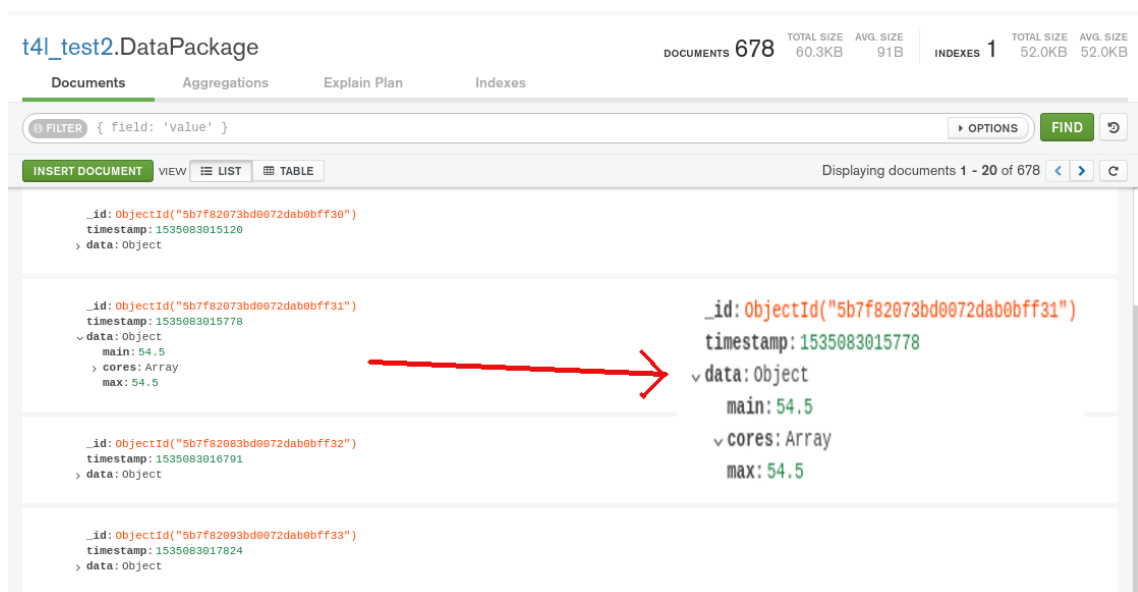 t4l_test2.DataPackage
DOCUMENTS 678 TOTAL SIZE 60.3KB AVG. SIZE 91B INDEXES 1 TOTAL SIZE 52.0KB AVG. SIZE 52.0KB
Documents Aggregations Explain Plan Indexes
FILTER { field: 'value' } OPTIONS FIND
INSERT DOCUMENT VIEW LIST TABLE Displaying documents 1 - 20 of 678
_id: ObjectId("5b7f82073bd0072dab0bff30")
timestamp: 1535083015120
data: Object
_id: ObjectId("5b7f82073bd0072dab0bff31")
timestamp: 1535083015778
data: Object
main: 54.5
cores: Array
max: 54.5
_id: ObjectId("5b7f82073bd0072dab0bff31")
timestamp: 1535083015778
data: Object
main: 54.5
cores: Array
max: 54.5
_id: ObjectId("5b7f82083bd0072dab0bff32")
timestamp: 1535083016791
data: Object
_id: ObjectId("5b7f82093bd0072dab0bff33")
timestamp: 1535083017824
data: Object